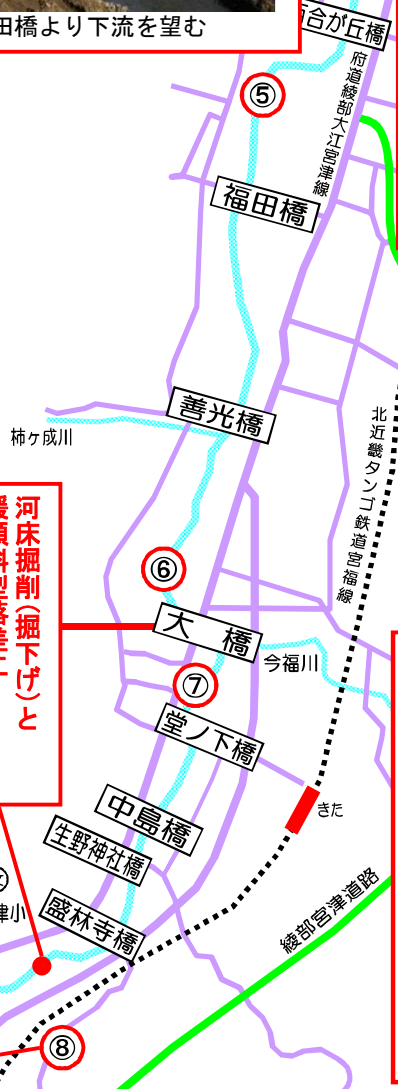 田橋より下流を望む
百合が丘橋
⑤
府道綾部大江宮津線
福田橋
善光橋
柿ヶ成川
北近畿タンゴ鉄道宮福線
河床掘削(掘下げ)と
⑥
大 橋
今福川
⑦
堂ノ下橋
きた
中島橋
生野神社橋
津小
盛林寺橋
綾部宮津道路
⑧